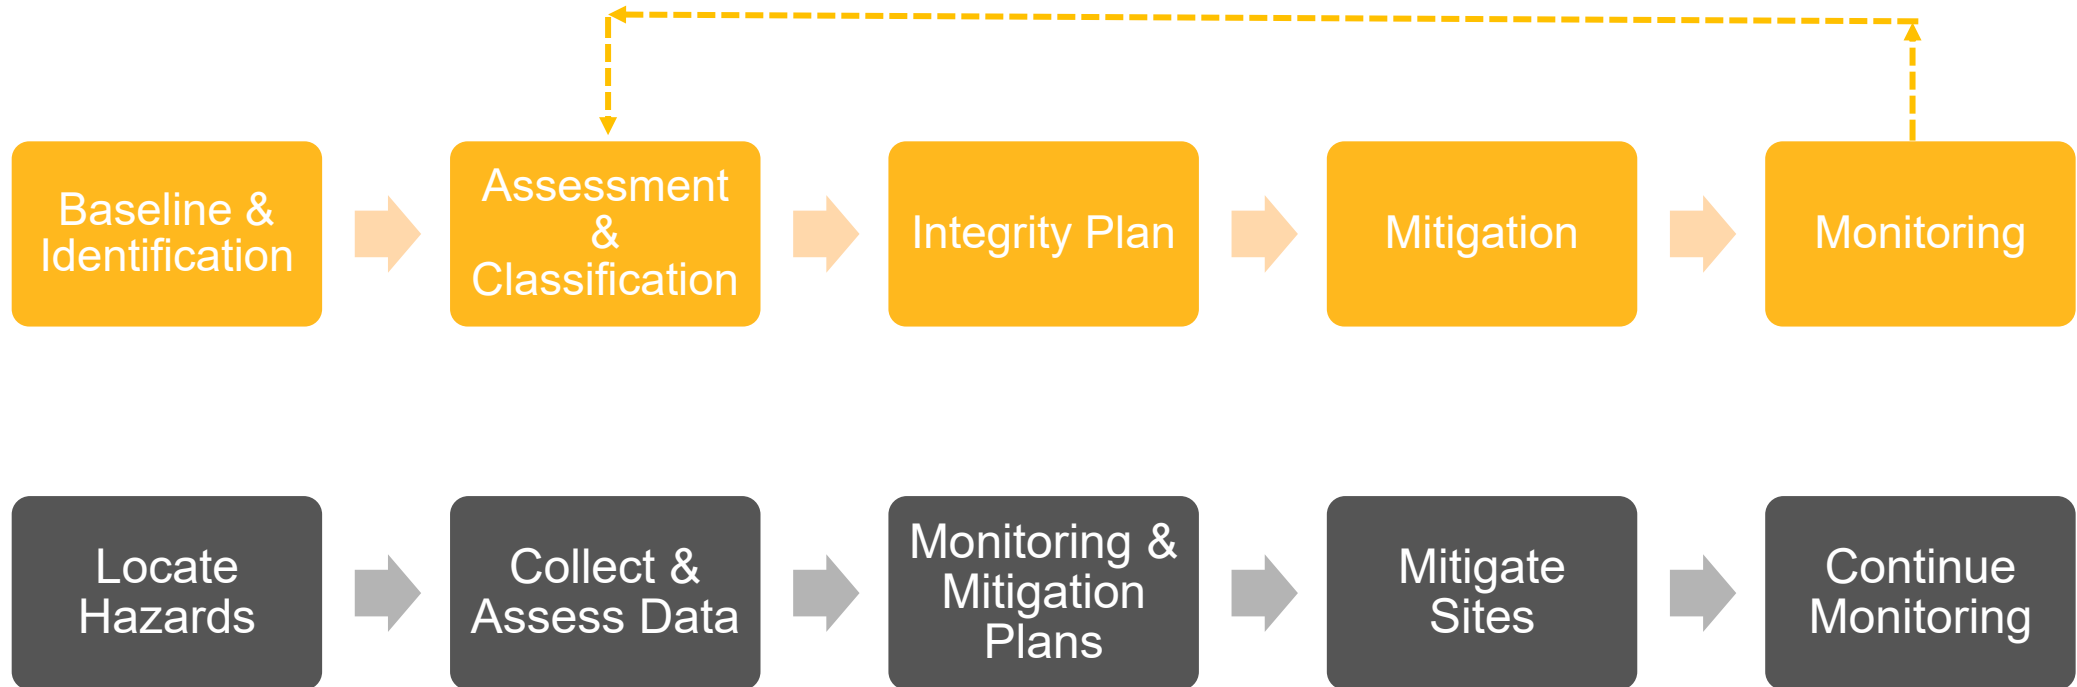 Baseline &
Identification
Assessment
&
Classification
Integrity Plan
Mitigation
Monitoring
Locate
Hazards
Collect &
Assess Data
Monitoring &
Mitigation
Plans
Mitigate
Sites
Continue
Monitoring